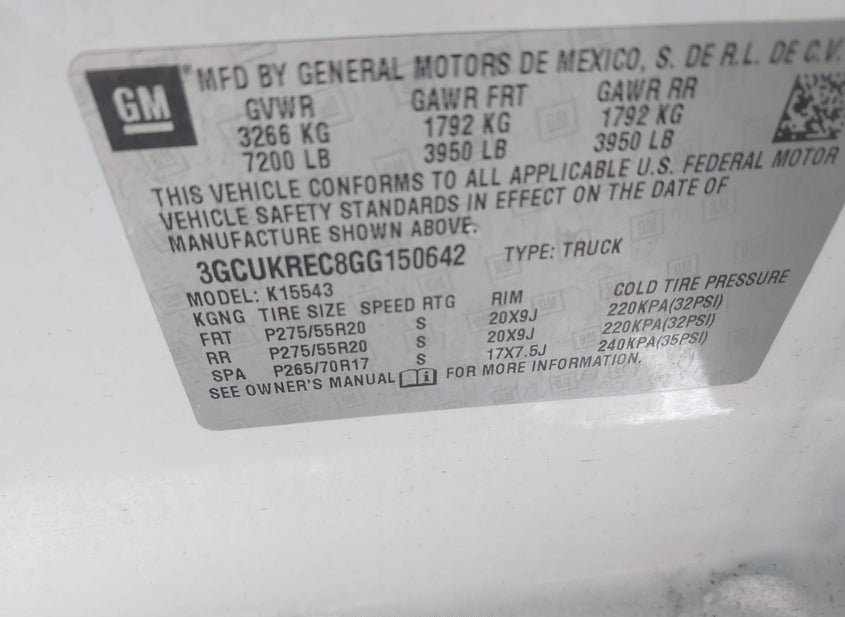 GM
® MFD BY GENERAL MOTORS DE MEXICO, S. DE R.L. DE C.V.
GVWR GAWR FRT GAWR RR
3266 KG 1792 KG 1792 KG
7200 LB 3950 LB 3950 LB
THIS VEHICLE CONFORMS TO ALL APPLICABLE U.S. FEDERAL MOTOR
VEHICLE SAFETY STANDARDS IN EFFECT ON THE DATE OF
MANUFACTURE SHOWN ABOVE.
3GCUKREC8GG150642 TYPE: TRUCK
MODEL: K15543
KGNG TIRE SIZE SPEED RTG RIM COLD TIRE PRESSURE
FRT P275/55R20 S 20X9J 220KPA(32PSI)
RR P275/55R20 S 20X9J 220KPA(32PSI)
SPA P265/70R17 S 17X7.5J 240KPA(35PSI)
SEE OWNER'S MANUAL FOR MORE INFORMATION.